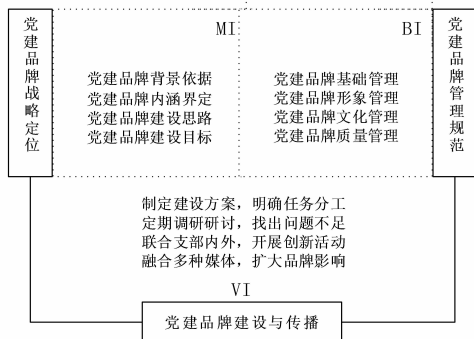 党建品牌战略定位
MI
党建品牌背景依据
党建品牌内涵界定
党建品牌建设思路
党建品牌建设目标
BI
党建品牌基础管理
党建品牌形象管理
党建品牌文化管理
党建品牌质量管理
党建品牌管理规范
制定建设方案，明确任务分工
定期调研研讨，找出问题不足
联合支部内外，开展创新活动
融合多种媒体，扩大品牌影响
VI
党建品牌建设与传播